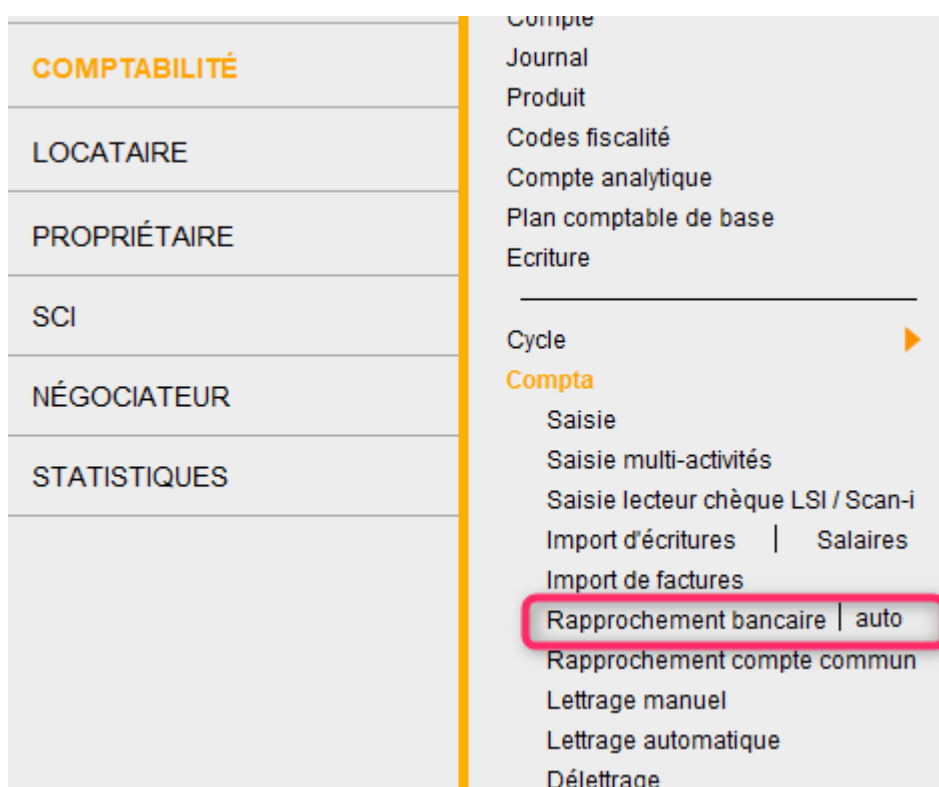 COMPTABILITÉ
LOCATAIRE
PROPRIÉTAIRE
SCI
NÉGOCIATEUR
STATISTIQUES
Compte
Journal
Produit
Codes fiscalité
Compte analytique
Plan comptable de base
Ecriture
Cycle
Compta
Saisie
Saisie multi-activités
Saisie lecteur chèque LSI / Scan-i
Import d'écritures | Salaires
Import de factures
Rapprochement bancaire | auto
Rapprochement compte commun
Lettrage manuel
Lettrage automatique
Délettrage